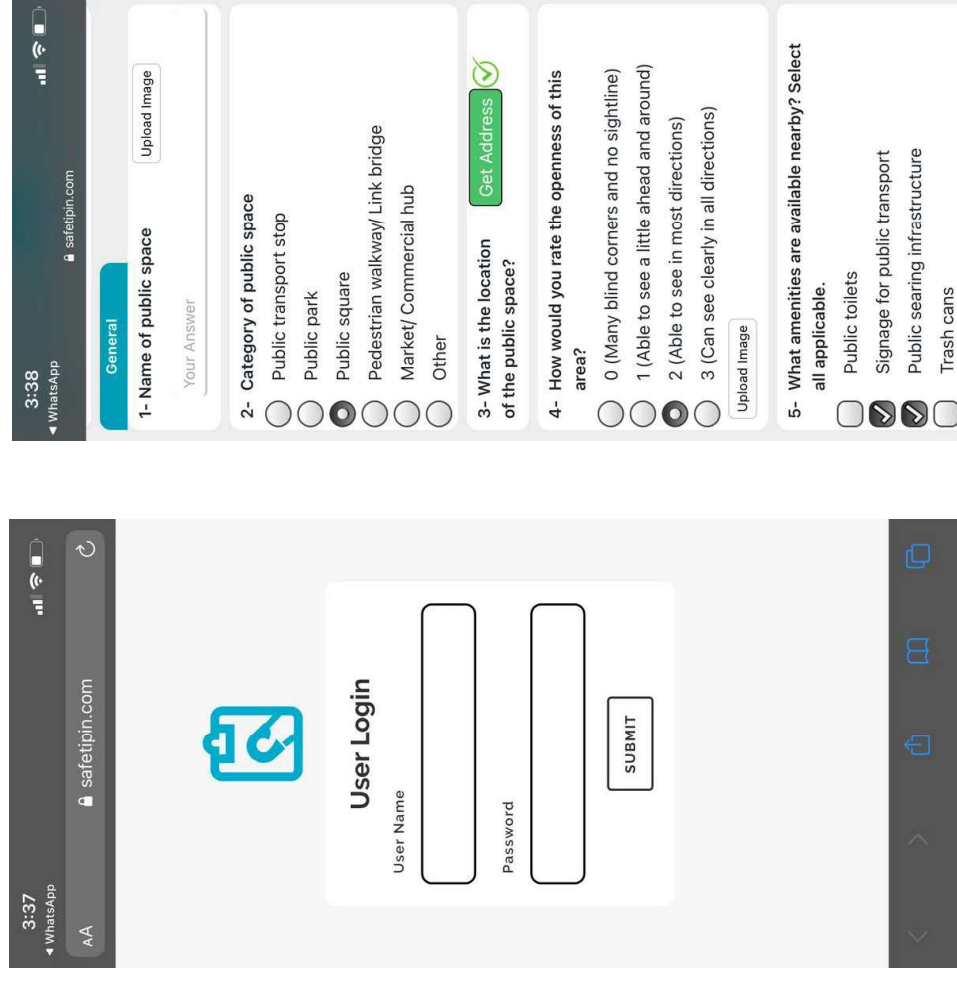 3:37
◀ WhatsApp
AA
safetipin.com
User Login
User Name
Password
SUBMIT
3:38
◀ WhatsApp
safetipin.com
General
1- Name of public space
Upload Image
Your Answer
2- Category of public space
Public transport stop
Public park
Public square
Pedestrian walkway/ Link bridge
Market/ Commercial hub
Other
3- What is the location
of the public space?
Get Address
4- How would you rate the openness of this
area?
0 (Many blind corners and no sightline)
1 (Able to see a little ahead and around)
2 (Able to see in most directions)
3 (Can see clearly in all directions)
Upload Image
5- What amenities are available nearby? Select
all applicable.
Public toilets
Signage for public transport
Public searing infrastructure
Trash cans